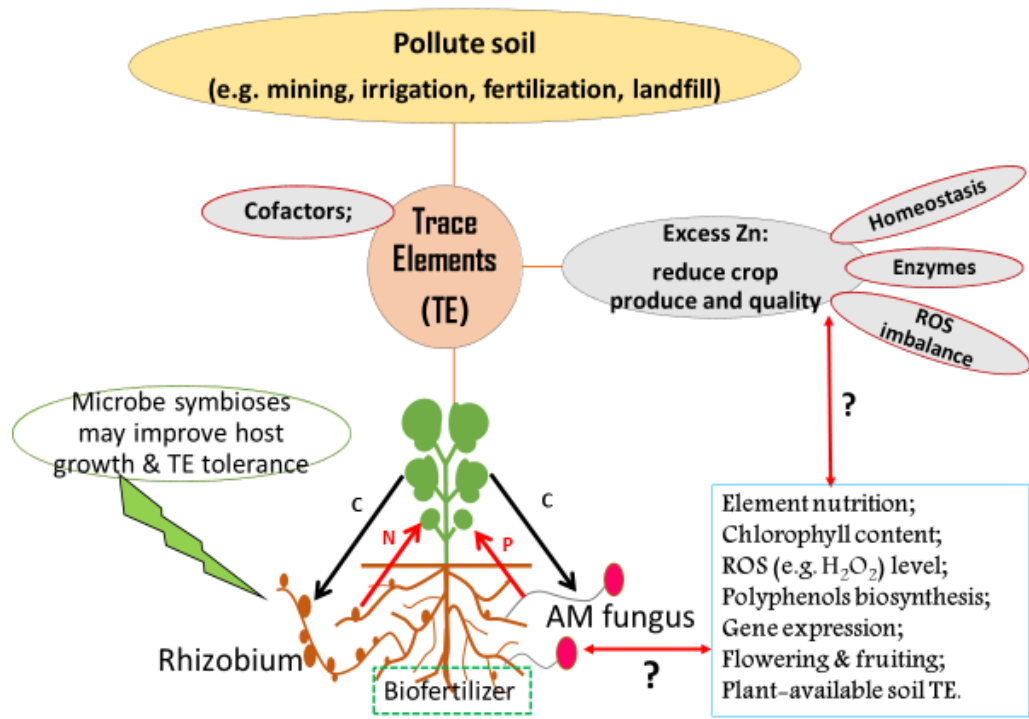 Pollute soil
(e.g. mining, irrigation, fertilization, landfill)
Cofactors;
Trace
Elements
(TE)
Excess Zn:
reduce crop
produce and quality
Homeostasis
Enzymes
ROS
imbalance
Microbe symbioses
may improve host
growth & TE tolerance
?
C
C
N
P
Element nutrition;
Chlorophyll content;
ROS (e.g. H₂O₂) level;
Polyphenols biosynthesis;
Gene expression;
Flowering & fruiting;
Plant-available soil TE.
AM fungus
Rhizobium
?
Biofertilizer